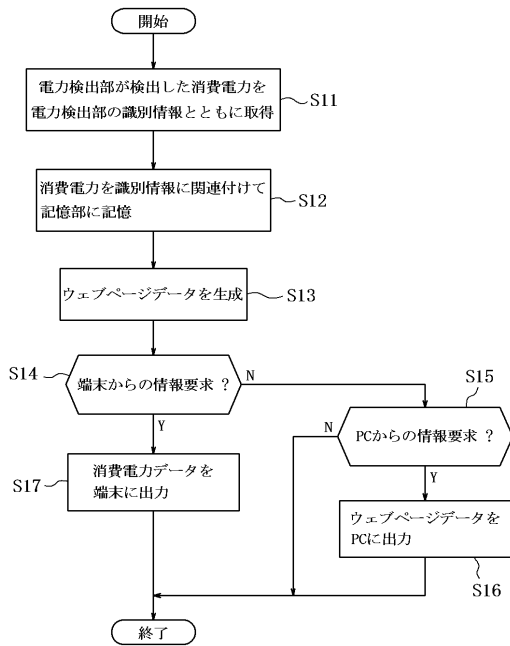 開始
電力検出部が検出した消費電力を
電力検出部の識別情報とともに取得
S11
消費電力を識別情報に関連付けて
記憶部に記憶
S12
ウェブページデータを生成
S13
S14
端末からの情報要求 ?
N
Y
S15
PCからの情報要求 ?
N
Y
S17
消費電力データを
端末に出力
ウェブページデータを
PCに出力
S16
終了